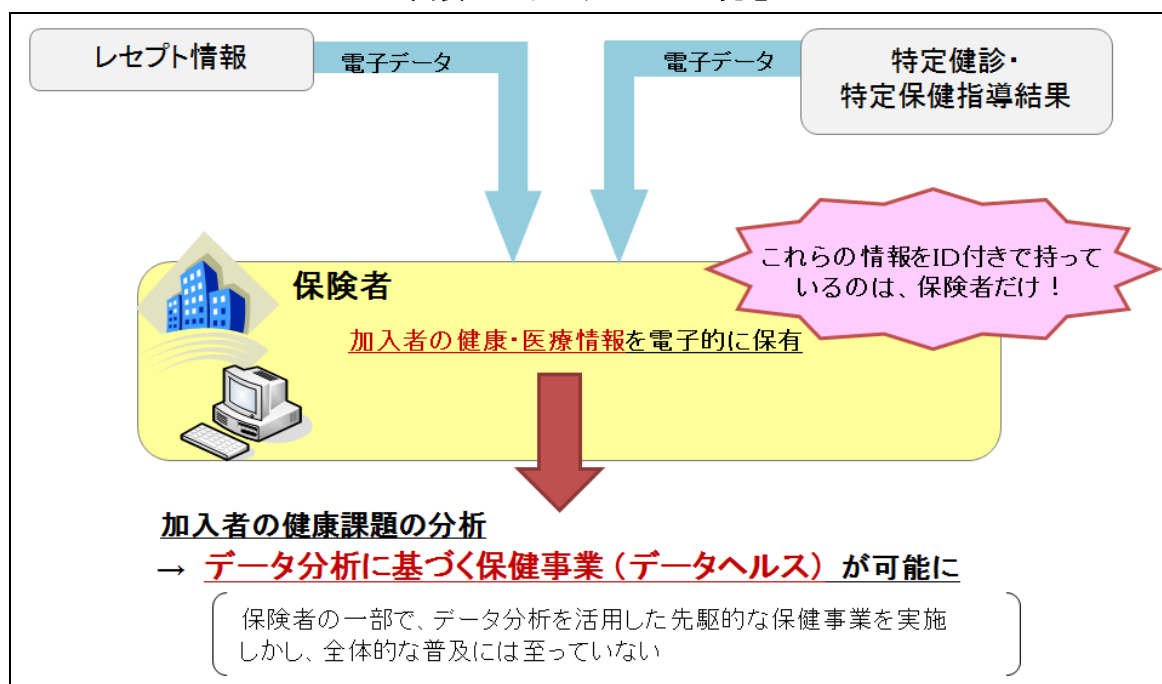 レセプト情報
電子データ
電子データ
特定健診・
特定保健指導結果
これらの情報をID付きで持って
いるのは、保険者だけ！
保険者
加入者の健康・医療情報を電子的に保有
加入者の健康課題の分析
→ データ分析に基づく保健事業（データヘルス）が可能に
保険者の一部で、データ分析を活用した先駆的な保健事業を実施
しかし、全体的な普及には至っていない